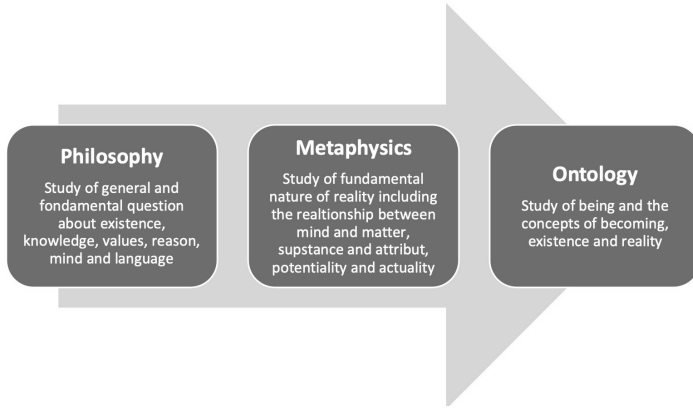 Philosophy
Study of general and
fondamental question
about existence,
knowledge, values, reason,
mind and language
Metaphysics
Study of fundamental
nature of reality including
the realtionship between
mind and matter,
supstance and attribut,
potentiality and actuality
Ontology
Study of being and the
concepts of becoming,
existence and reality